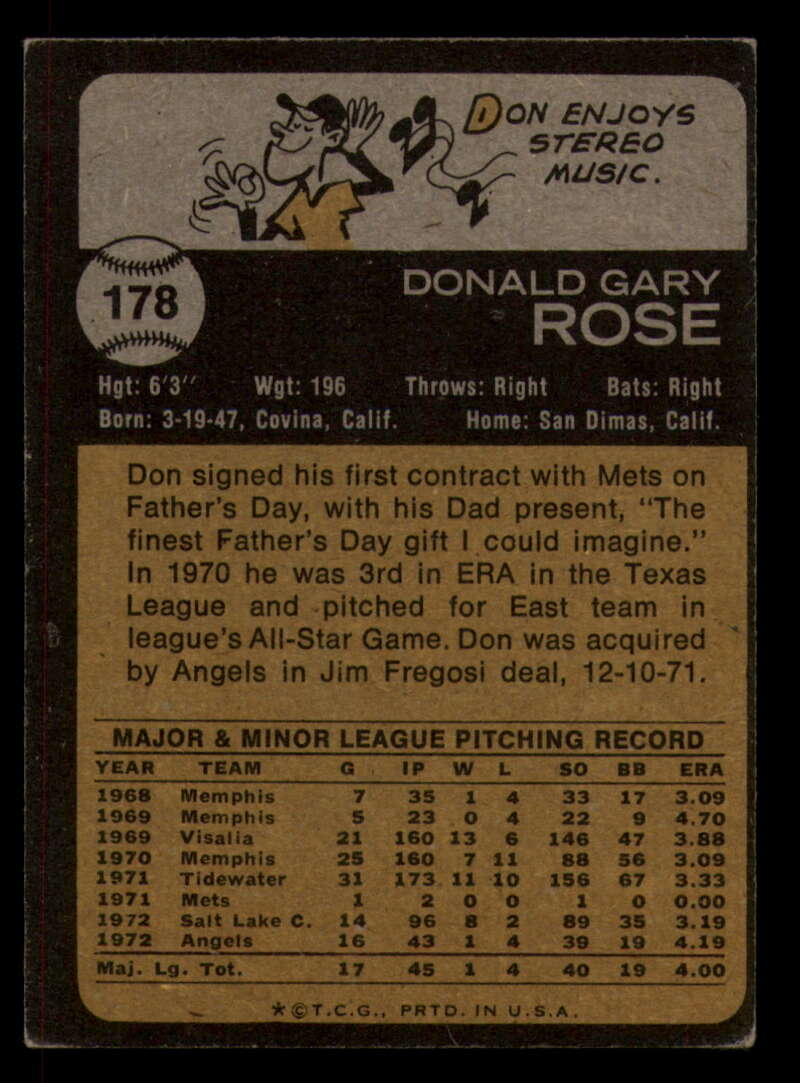 DON ENJOYS
STEREO
MUSIC.
178
DONALD GARY
ROSE
Hgt: 6'3" Wgt: 196 Throws: Right Bats: Right
Born: 3-19-47, Covina, Calif. Home: San Dimas, Calif.
Don signed his first contract with Mets on
Father's Day, with his Dad present, "The
finest Father's Day gift I could imagine."
In 1970 he was 3rd in ERA in the Texas
League and pitched for East team in
league's All-Star Game. Don was acquired
by Angels in Jim Fregosi deal, 12-10-71.
MAJOR & MINOR LEAGUE PITCHING RECORD
YEAR TEAM G IP W L SO BB ERA
1968 Memphis 7 35 1 4 33 17 3.09
1969 Memphis 5 23 0 4 22 9 4.70
1969 Visalia 21 160 13 6 146 47 3.88
1970 Memphis 25 160 7 11 88 56 3.09
1971 Tidewater 31 173 11 10 156 67 3.33
1971 Mets 1 2 0 0 1 0 0.00
1972 Salt Lake C. 14 96 8 2 89 35 3.19
1972 Angels 16 43 1 4 39 19 4.19
Maj. Lg. Tot. 17 45 1 4 40 19 4.00
*©T.C.G., PRTD. IN U.S.A.